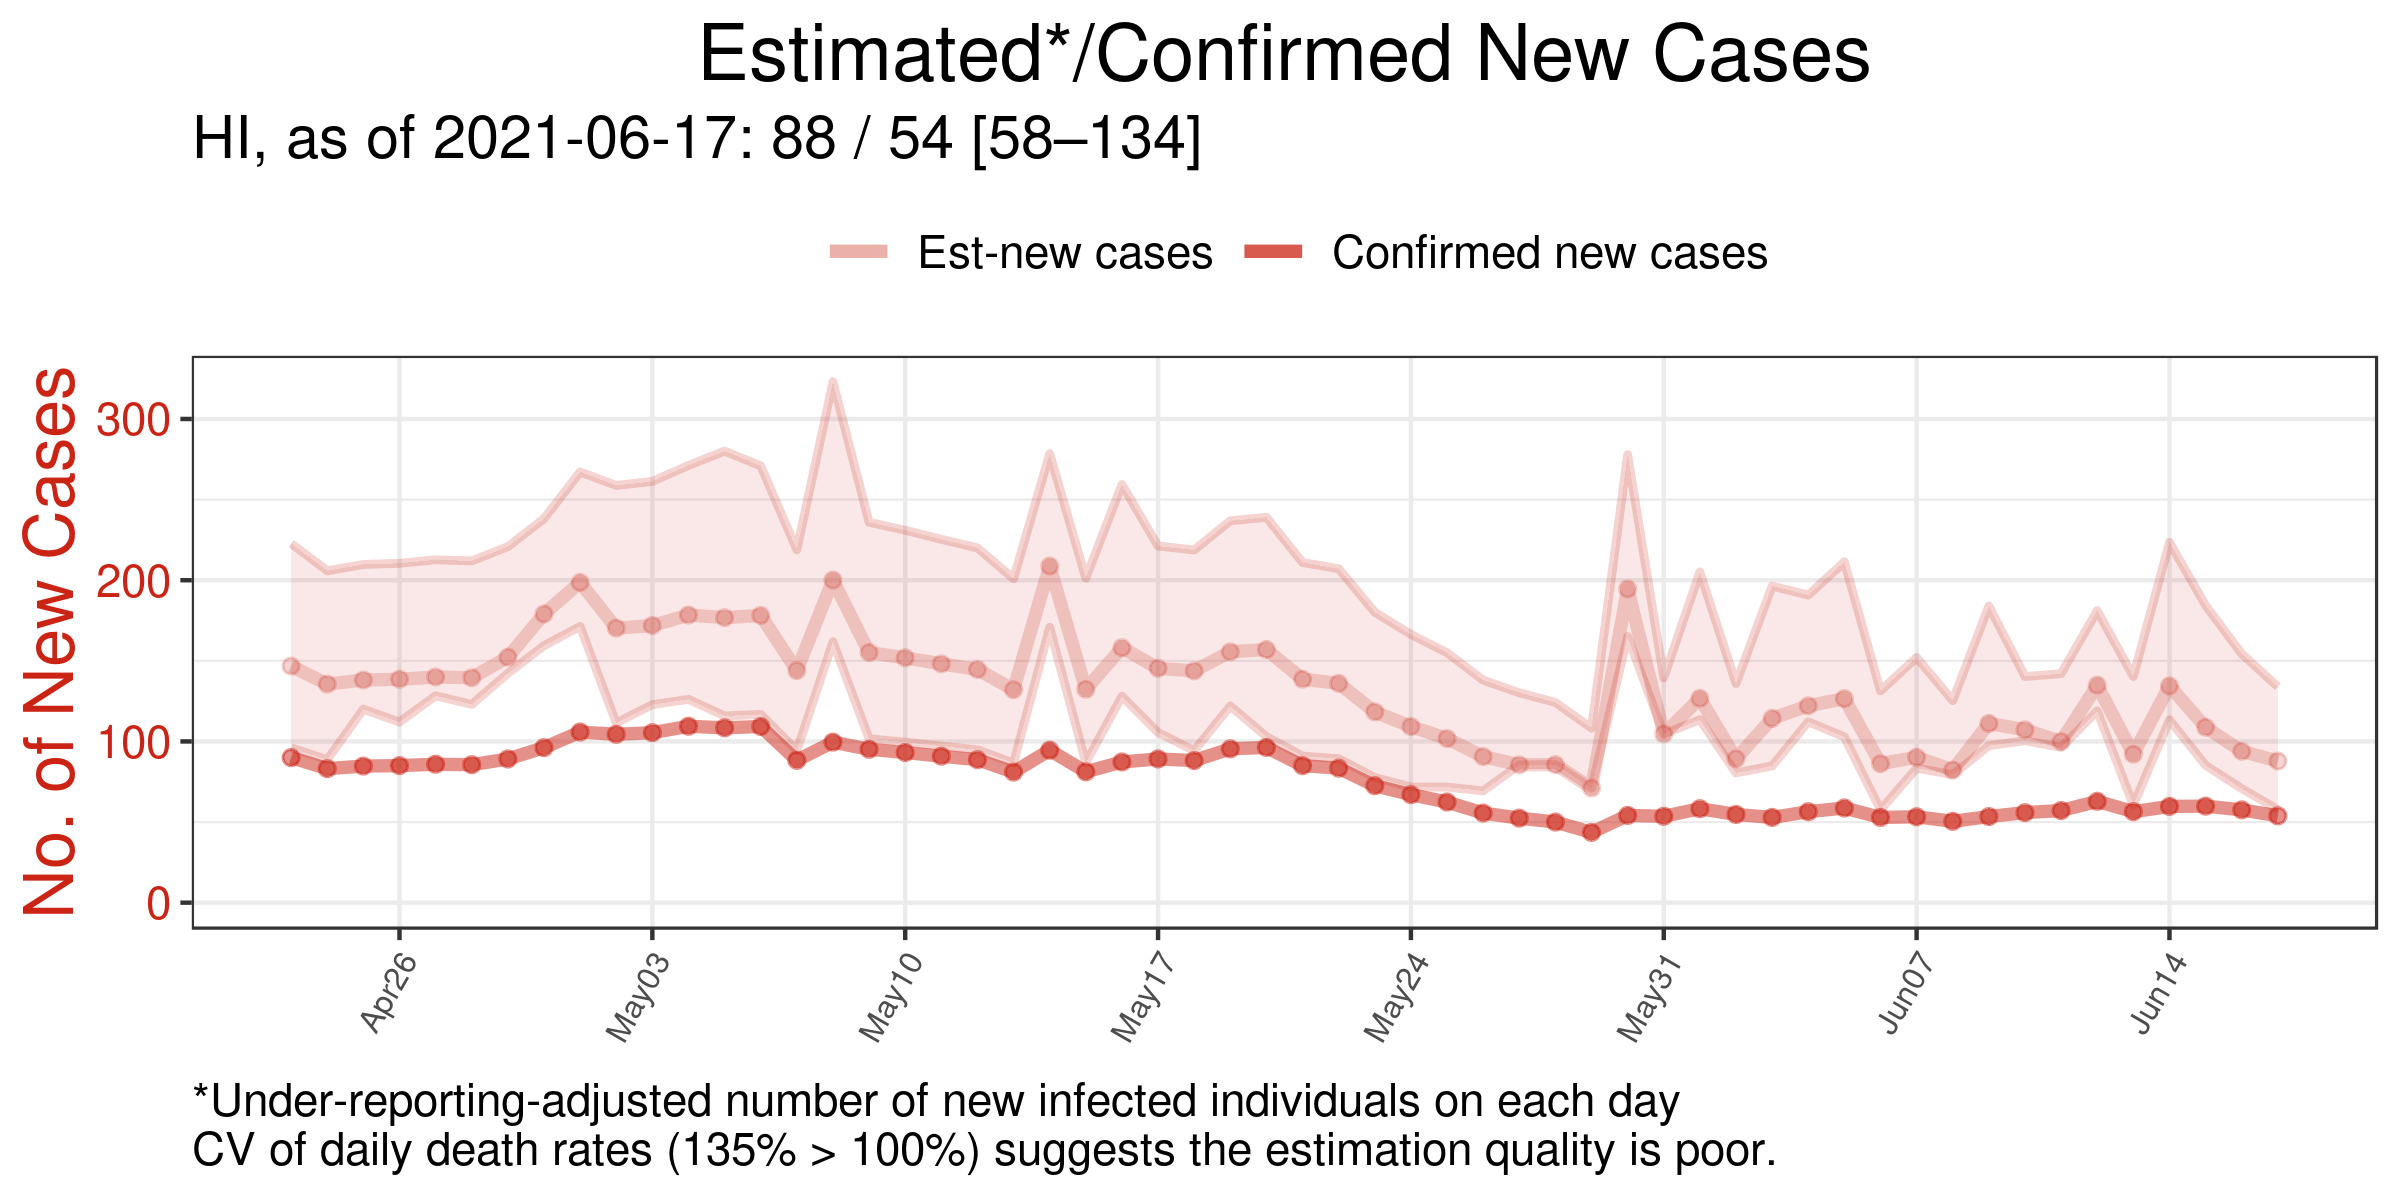 Estimated*/Confirmed New Cases
HI, as of 2021-06-17: 88 / 54 [58–134]
Est-new cases
Confirmed new cases
No. of New Cases
300
200
100
0
Apr26
May03
May10
May17
May24
May31
Jun07
Jun14
*Under-reporting-adjusted number of new infected individuals on each day
CV of daily death rates (135% > 100%) suggests the estimation quality is poor.